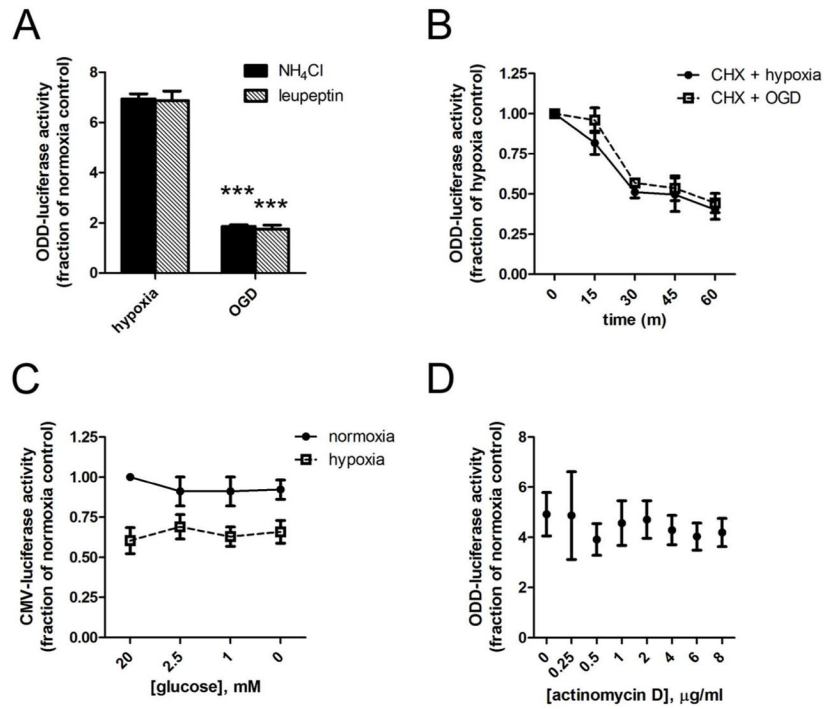 A
ODD-luciferase activity
(fraction of normoxia control)
8
6
4
2
0
NH4Cl
leupeptin
***
***
hypoxia
OGD
B
ODD-luciferase activity
(fraction of hypoxia control)
1.25
1.00
0.75
0.50
0.25
0.00
CHX + hypoxia
CHX + OGD
0
15
30
45
60
time (m)
C
CMV-luciferase activity
(fraction of normoxia control)
1.25
1.00
0.75
0.50
0.25
0.00
normoxia
hypoxia
20
2.5
1
0
[glucose], mM
D
ODD-luciferase activity
(fraction of normoxia control)
8
6
4
2
0
0
0.25
0.5
1
2
4
6
8
[actinomycin D], μg/ml